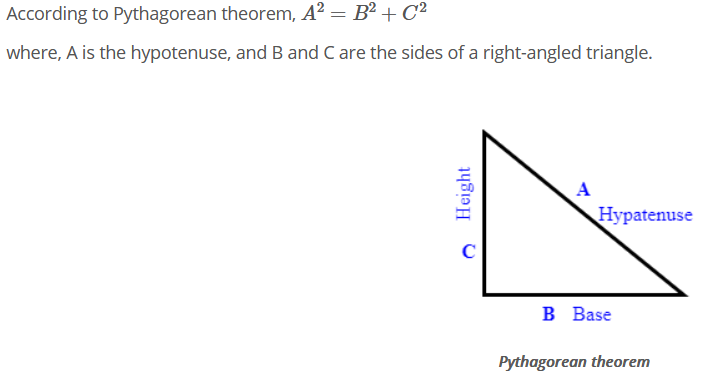 According to Pythagorean theorem, A² = B² + C²
where, A is the hypotenuse, and B and C are the sides of a right-angled triangle.
Height
A
Hypatenuse
C
B Base
Pythagorean theorem